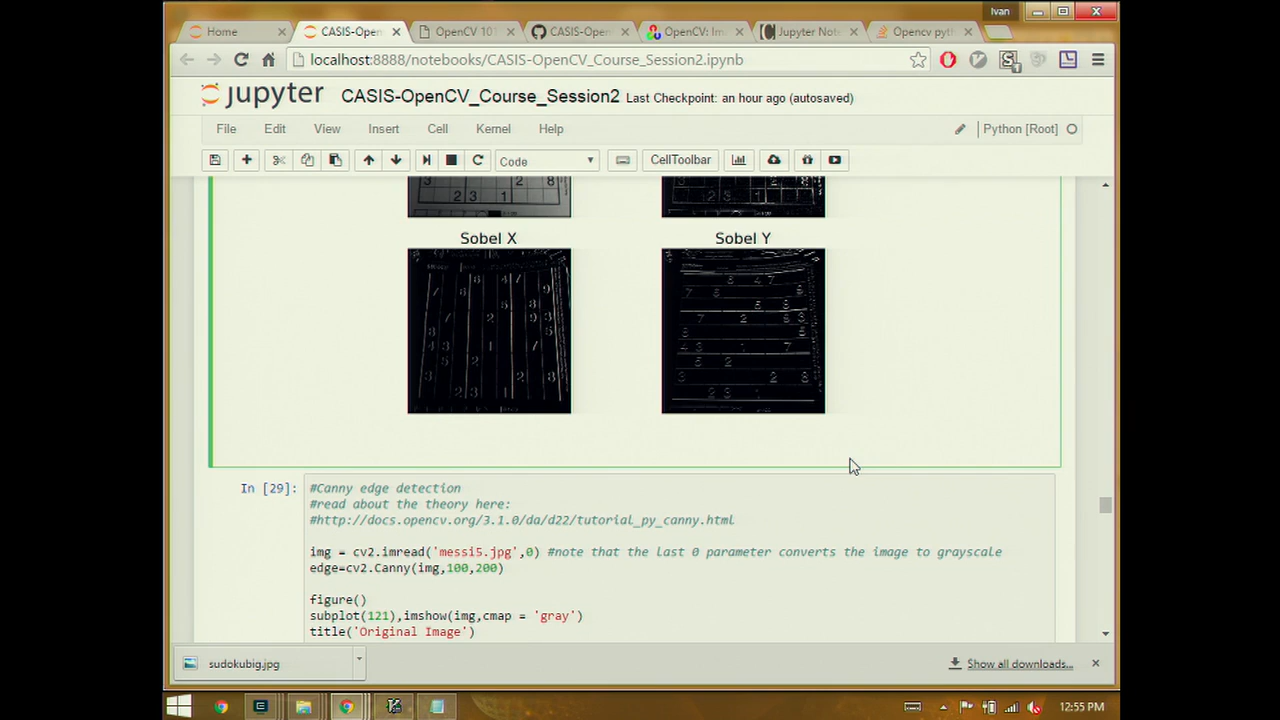 Ivan
Home
CASIS-Open
OpenCV 101
CASIS-Open
OpenCV: Im
Jupyter Not
Opencv pyth
localhost:8888/notebooks/CASIS-OpenCV_Course_Session2.ipynb
jupyter CASIS-OpenCV_Course_Session2 Last Checkpoint: an hour ago (autosaved)
File Edit View Insert Cell Kernel Help Python [Root]
Code CellToolbar
Sobel X Sobel Y
In [29]: #Canny edge detection
#read about the theory here:
#http://docs.opencv.org/3.1.0/da/d22/tutorial_py_canny.html
img = cv2.imread('messi5.jpg',0) #note that the last 0 parameter converts the image to grayscale
edge=cv2.Canny(img,100,200)
figure()
subplot(121),imshow(img,cmap = 'gray')
title('Original Image')
sudokubig.jpg Show all downloads...
12:55 PM